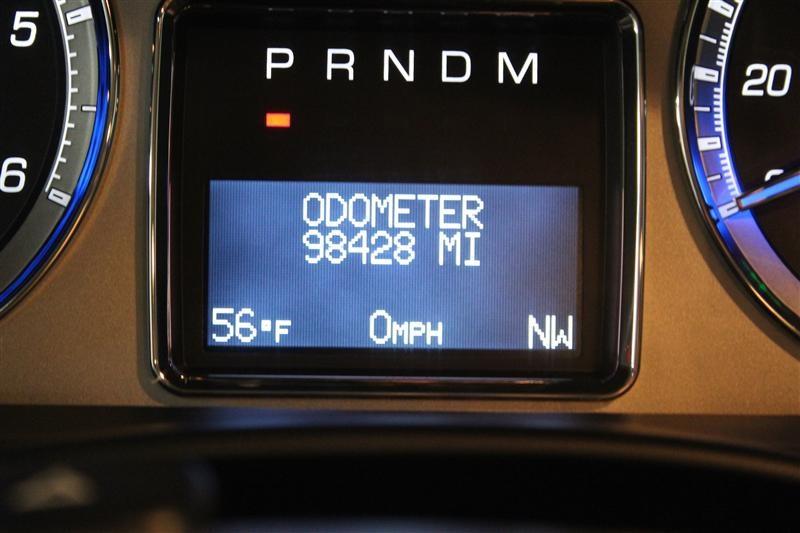 5
6
P R N D M
ODOMETER
98428 MI
56°F 0MPH NW
20